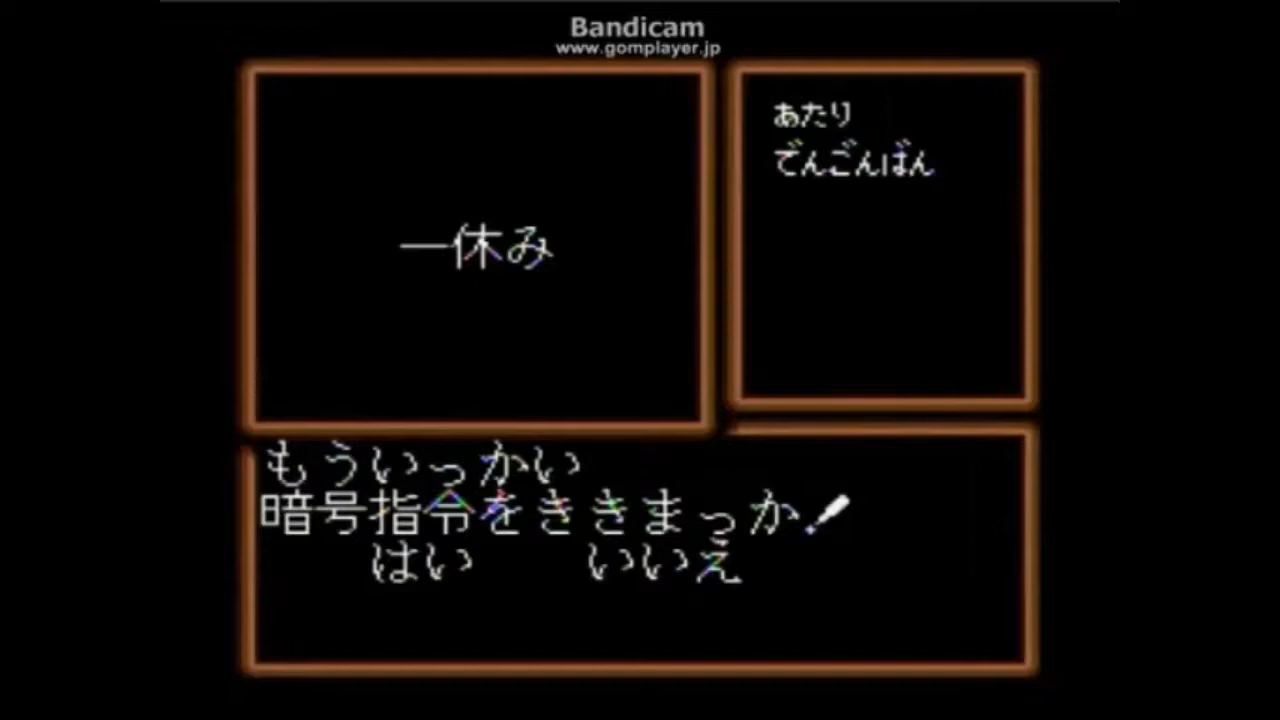 Bandicam
www.gomplayer.jp
一休み
あたり
でんごんばん
もういっかい
暗号指令をききまっか!
はい いいえ